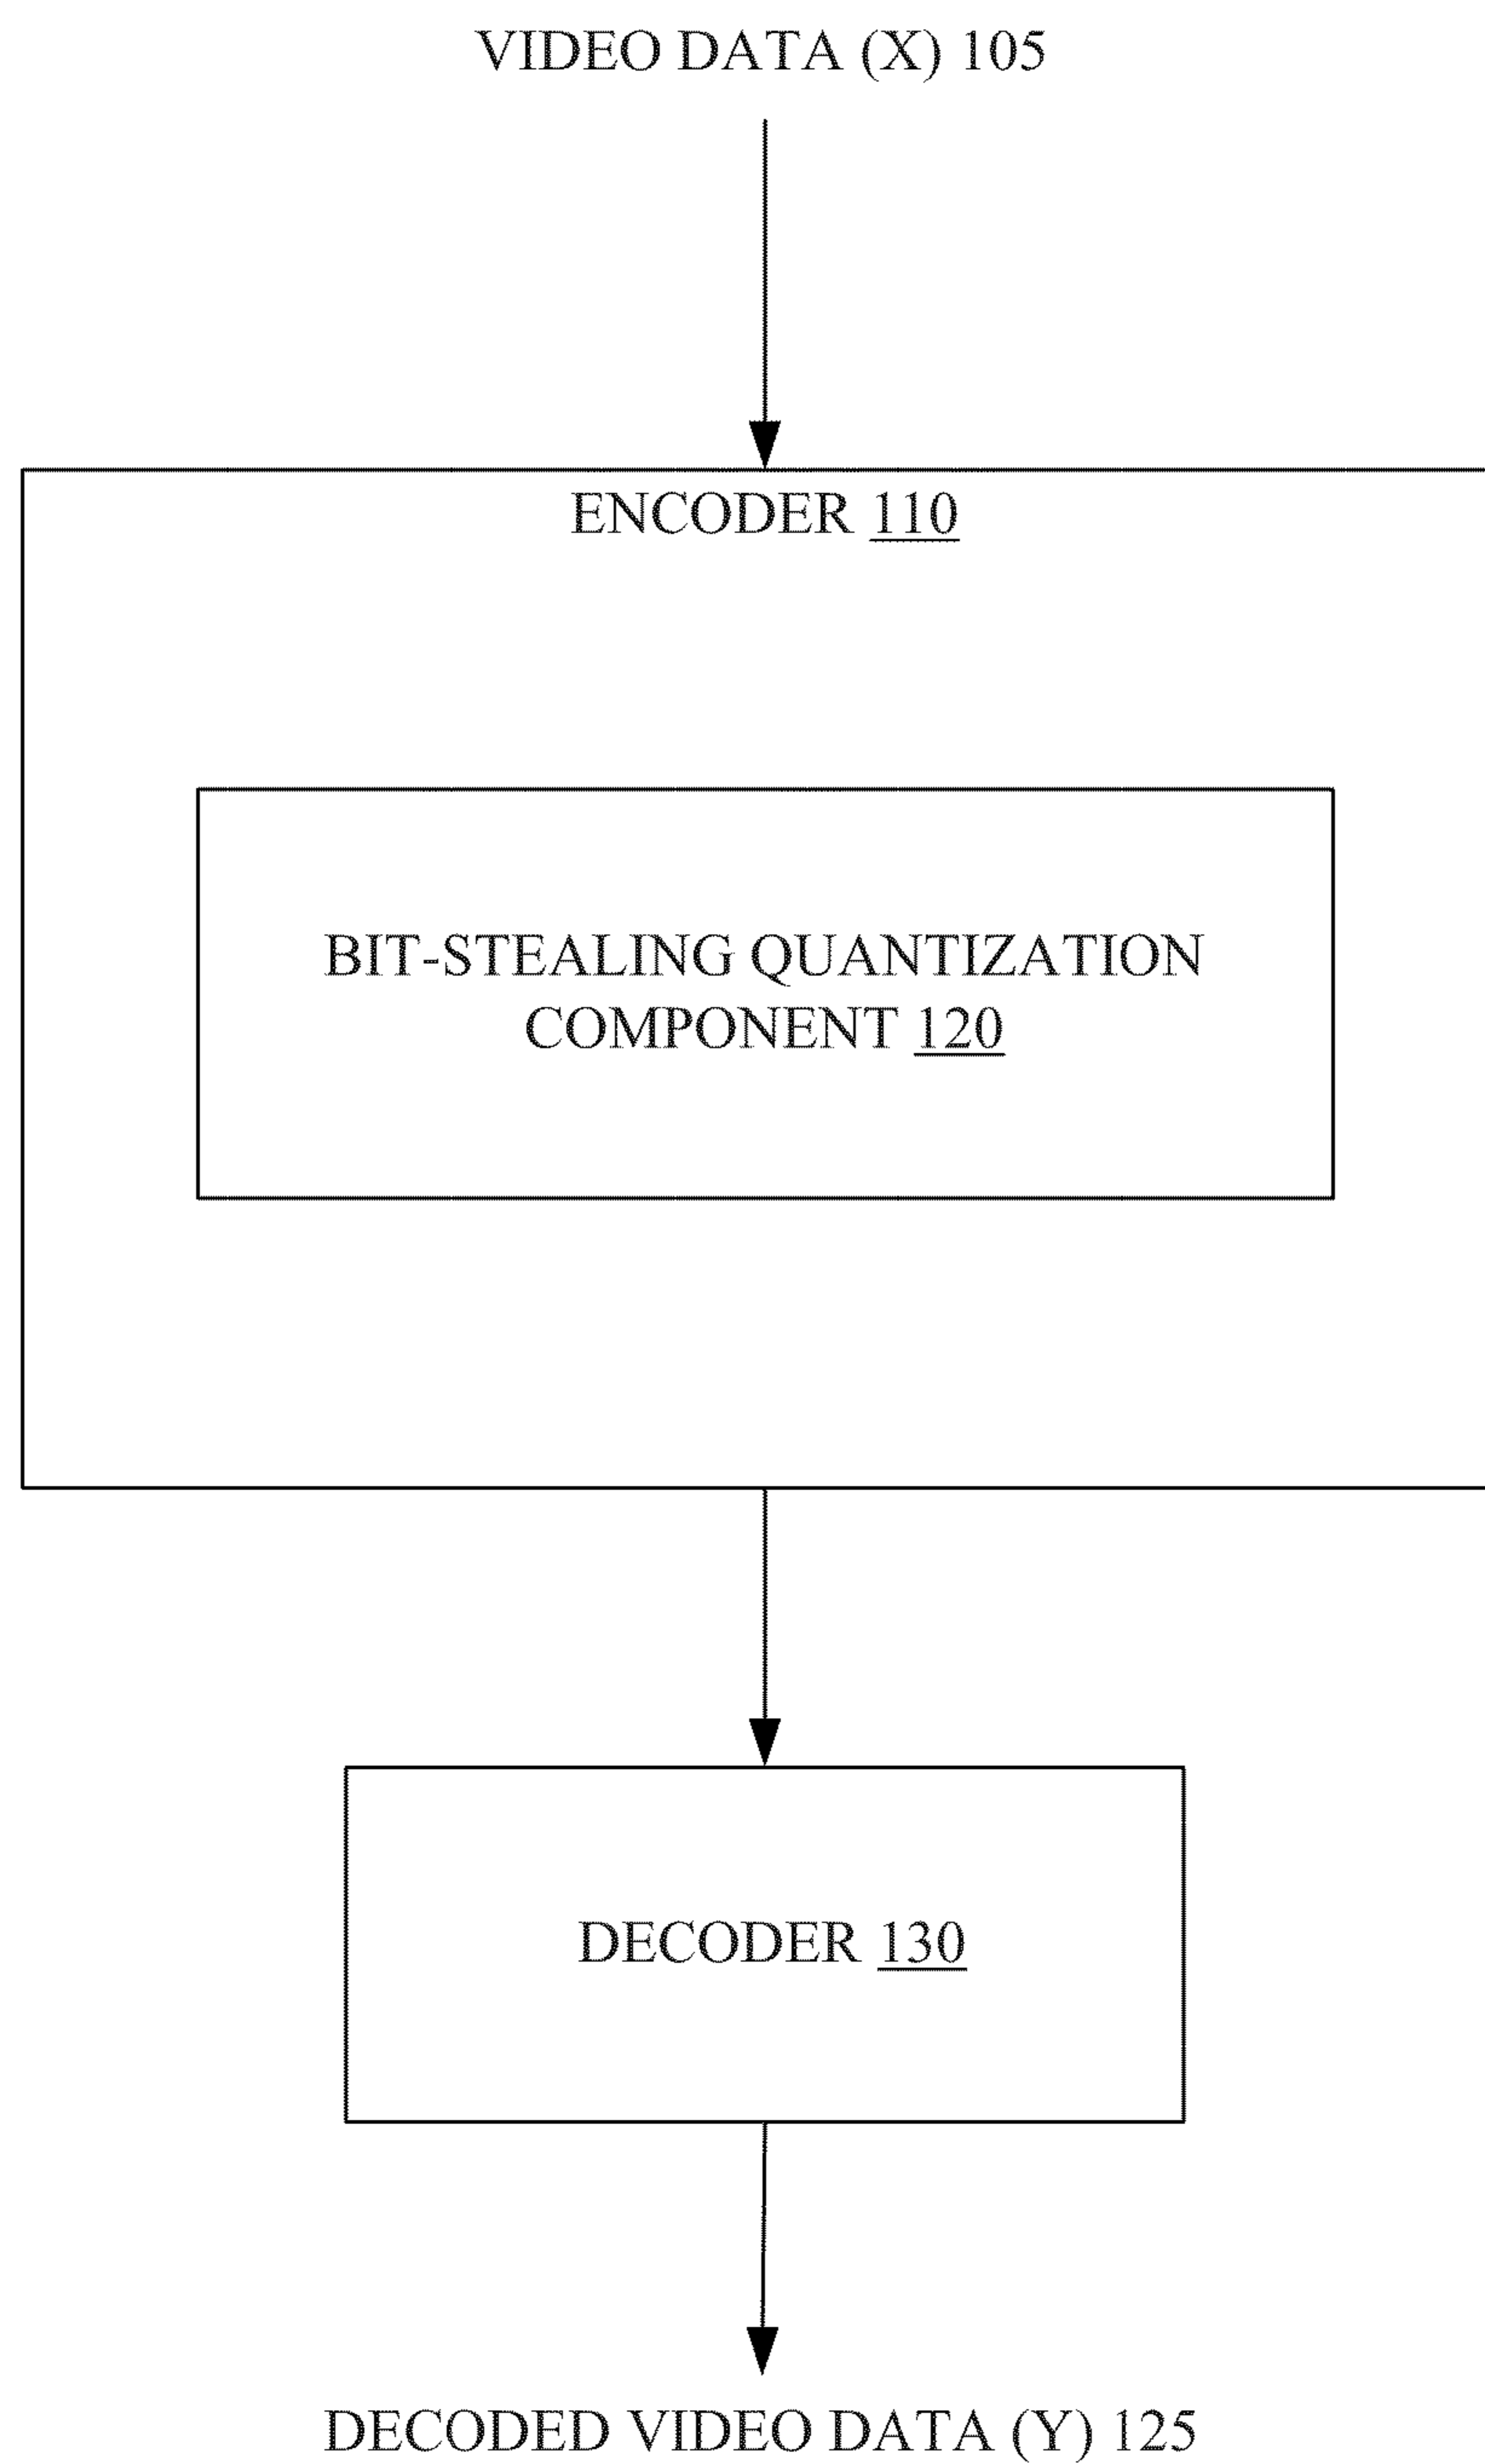 VIDEO DATA (X) 105
ENCODER 110
BIT-STEALING QUANTIZATION
COMPONENT 120
DECODER 130
DECODED VIDEO DATA (Y) 125